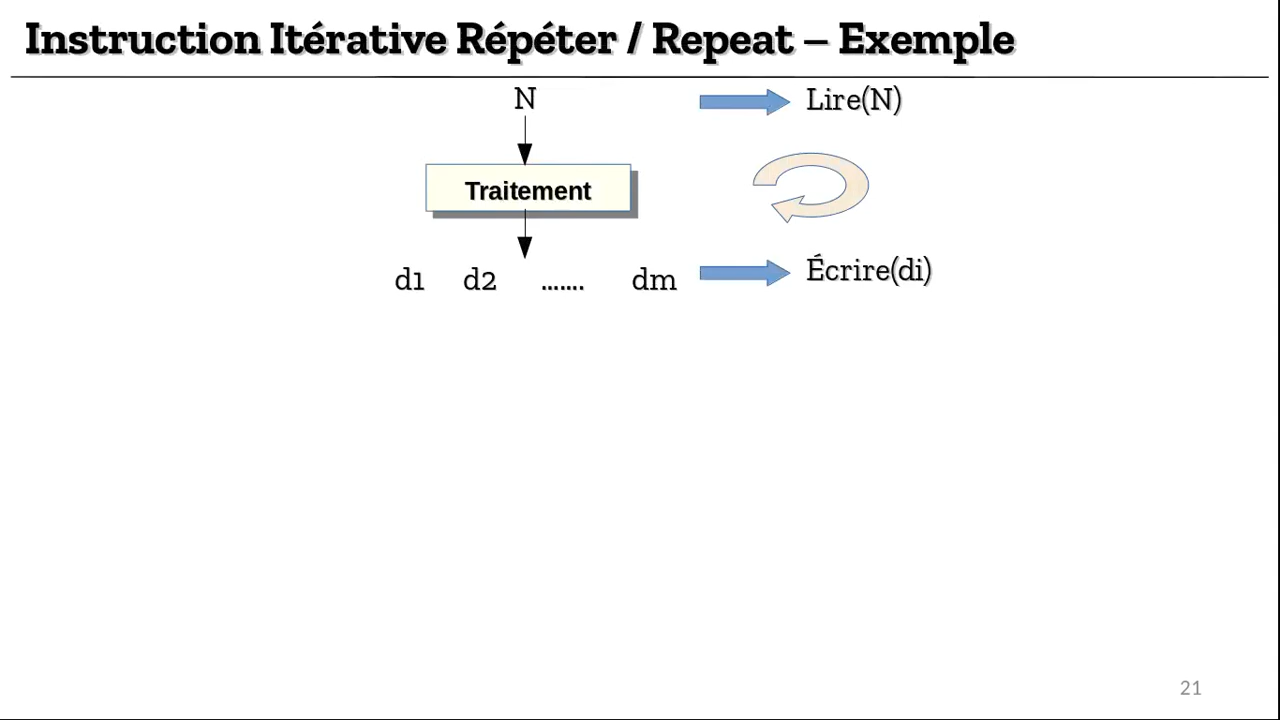 Instruction Itérative Répéter / Repeat – Exemple
N
Lire(N)
Traitement
d1 d2 ....... dm
Écrire(di)
21